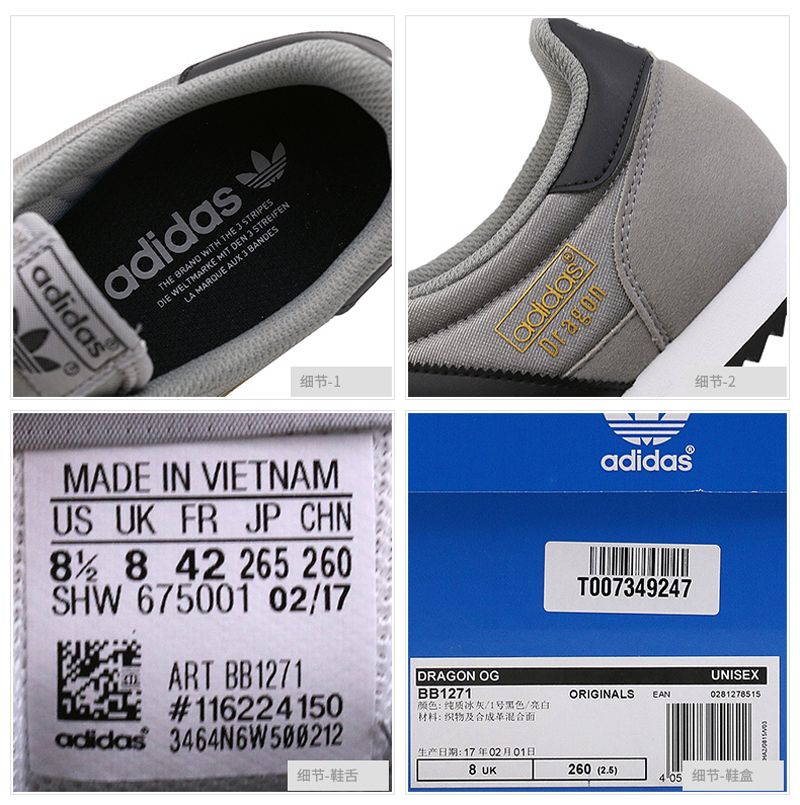 adidas
THE BRAND WITH THE 3 STRIPES
DIE WELTMARKE MIT DEN 3 STREIFEN
LA MARQUE AUX 3 BANDES
adidas®
细节-1
adidas®
Dragon
细节-2
MADE IN VIETNAM
US UK FR JP CHN
8½ 8 42 265 260
SHW 675001 02/17
ART BB1271
#116224150
adidas® 3464N6W500212
细节-鞋舌
adidas®
T007349247
DRAGON OG UNISEX
BB1271 ORIGINALS EAN 0281278515
颜色: 纯质冰灰/1号黑色/亮白
材料: 织物及合成革混合面
生产日期: 17 年02 月01日
8 UK 260 (2.5)
4 05
细节-鞋盒